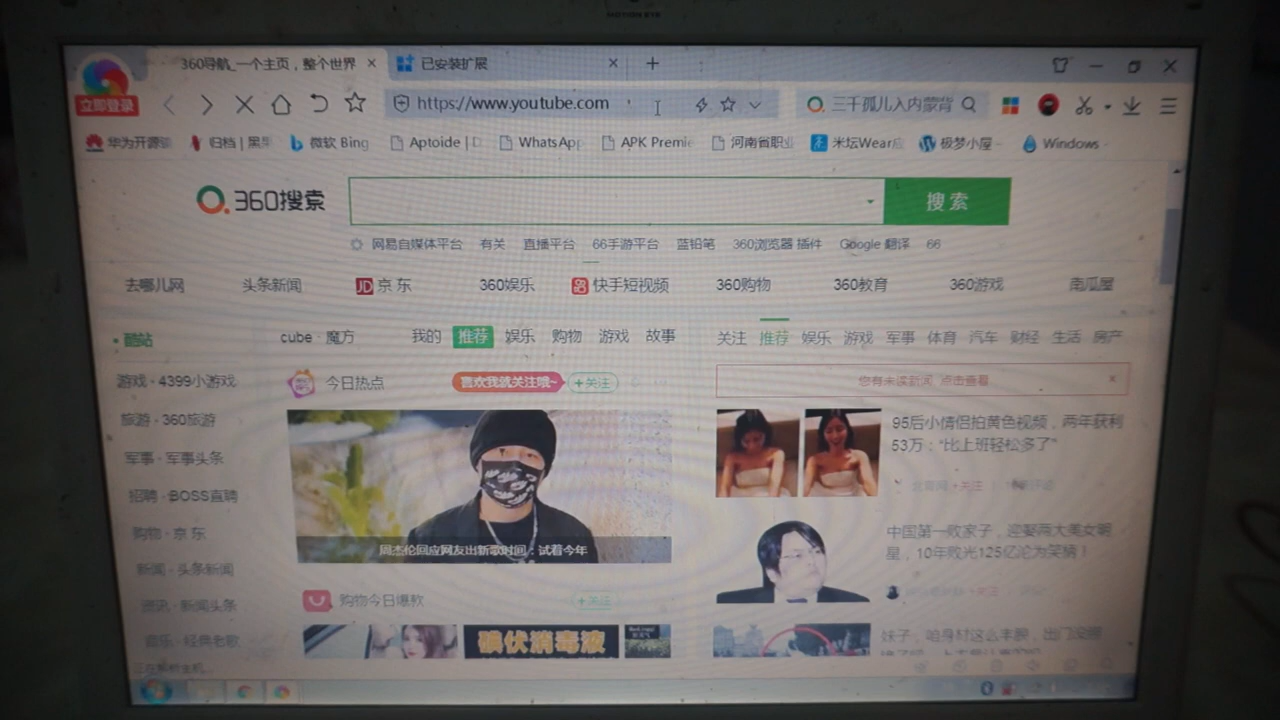 360导航_一个主页，整个世界
已安装扩展
立即登录
https://www.youtube.com
三千孤儿入内蒙背
华为开源
归档 | 黑
微软 Bing
Aptoide |
WhatsApp
APK Premi
河南省职业
米坛Wear
极梦小屋
Windows
360搜索
搜索
网易自媒体平台 有关 直播平台 66手游平台 蓝铅笔 360浏览器 插件 Google 翻译 66
去哪儿网 头条新闻 京东 360娱乐 快手短视频 360购物 360教育 360游戏 南瓜屋
酷站
cube · 魔方
我的 推荐 娱乐 购物 游戏 故事
关注 推荐 娱乐 游戏 军事 体育 汽车 财经 生活 房产
游戏 · 4399小游戏
旅游 · 360旅游
军事 · 军事头条
招聘 · BOSS直聘
购物 · 京东
新闻 · 头条新闻
资讯 · 新闻头条
音乐 · 经典老歌
今日热点
喜欢我就关注哦~
+关注
周杰伦回应网友出新歌时间：试着今年
购物今日爆款
+关注
碘伏消毒液
您有未读新闻 点击查看
95后小情侣拍黄色视频，两年获利
53万："比上班轻松多了"
+关注
中国第一败家子，迎娶两大美女明
星，10年败光125亿沦为笑柄！
+关注
妹子，咱身材这么丰腴，出门